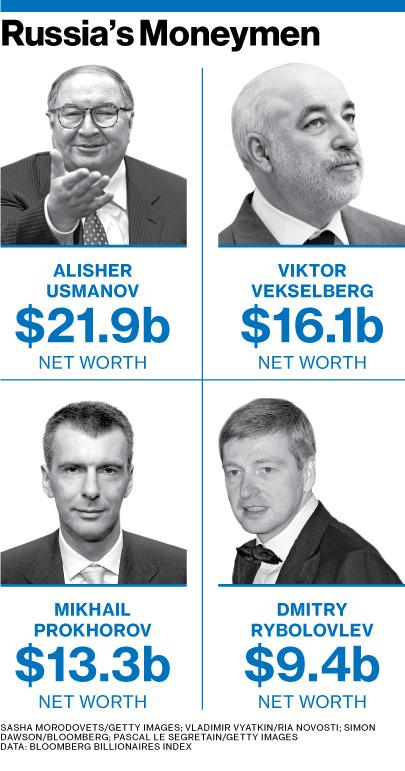 Russia's Moneymen
ALISHER
USMANOV
$21.9b
NET WORTH
VIKTOR
VEKSELBERG
$16.1b
NET WORTH
MIKHAIL
PROKHOROV
$13.3b
NET WORTH
DMITRY
RYBOLOVLEV
$9.4b
NET WORTH
SASHA MORODOVETS/GETTY IMAGES; VLADIMIR VYATKIN/RIA NOVOSTI; SIMON
DAWSON/BLOOMBERG; PASCAL LE SEGRETAIN/GETTY IMAGES
DATA: BLOOMBERG BILLIONAIRES INDEX